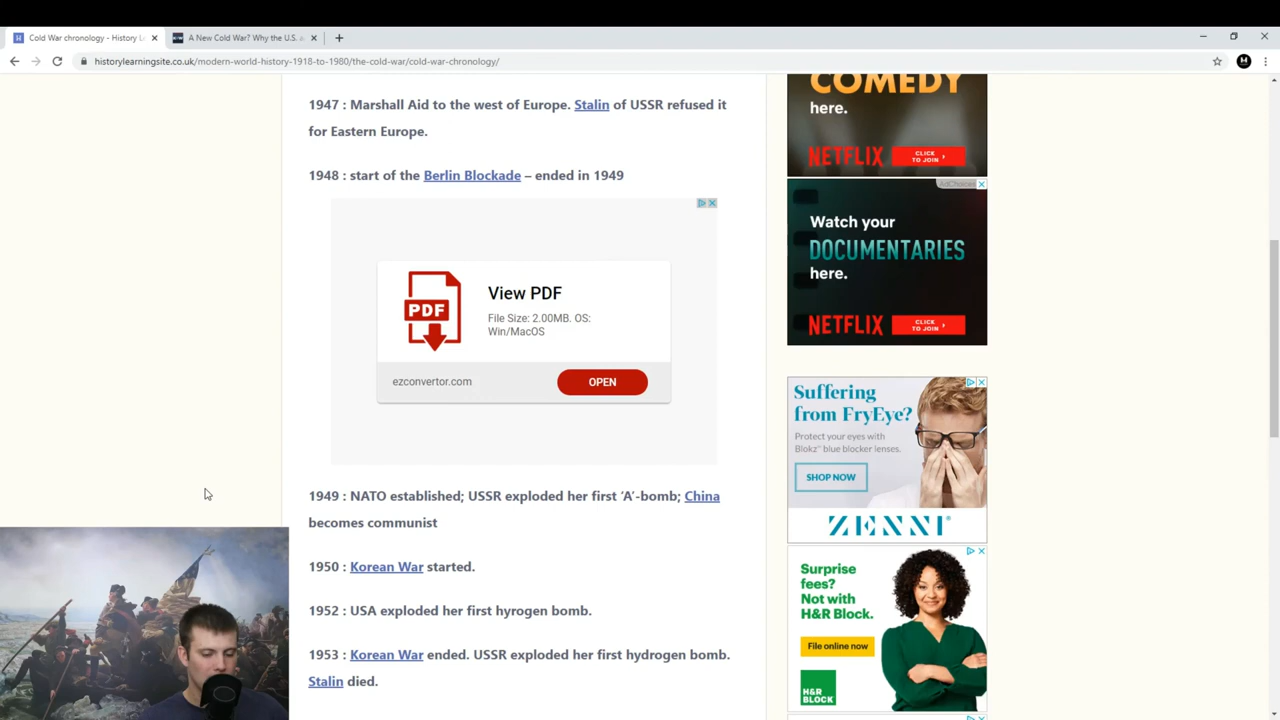 Cold War chronology - History Le
A New Cold War? Why the U.S. a
historylearningsite.co.uk/modern-world-history-1918-to-1980/the-cold-war/cold-war-chronology/
1947 : Marshall Aid to the west of Europe. Stalin of USSR refused it
for Eastern Europe.
1948 : start of the Berlin Blockade – ended in 1949
View PDF
File Size: 2.00MB. OS:
Win/MacOS
PDF
ezconvertor.com
OPEN
1949 : NATO established; USSR exploded her first ‘A’-bomb; China
becomes communist
1950 : Korean War started.
1952 : USA exploded her first hyrogen bomb.
1953 : Korean War ended. USSR exploded her first hydrogen bomb.
Stalin died.
COMEDY
here.
NETFLIX
CLICK
TO JOIN
AdChoices
Watch your
DOCUMENTARIES
here.
NETFLIX
CLICK
TO JOIN
Suffering
from FryEye?
Protect your eyes with
Blokz™ blue blocker lenses.
SHOP NOW
ZENNI®
Surprise
fees?
Not with
H&R Block.
File online now
H&R
BLOCK